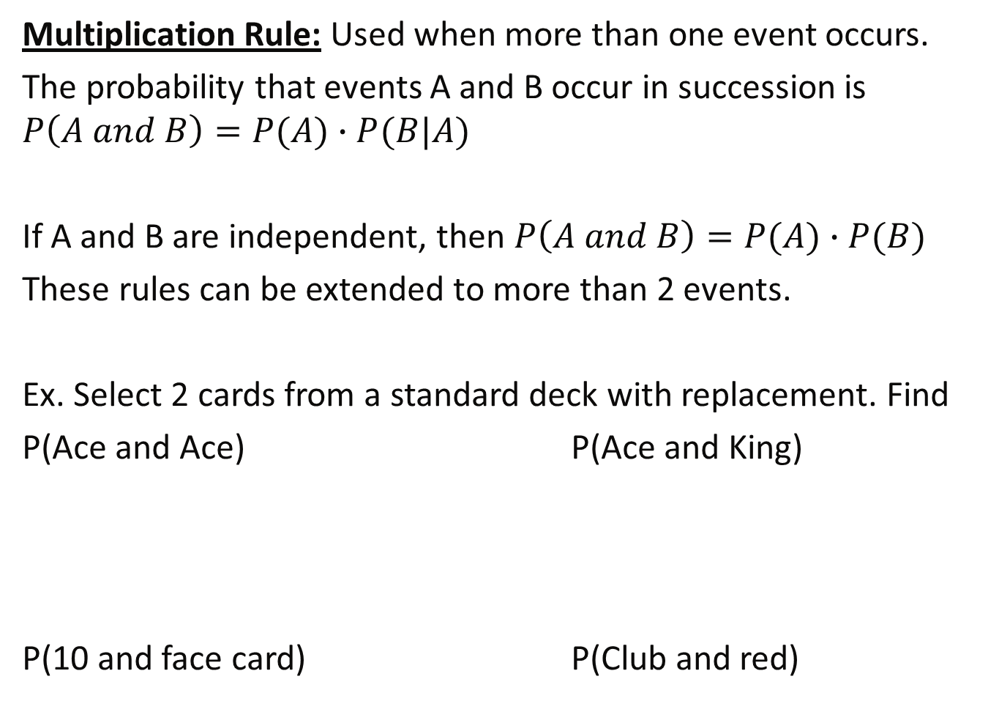 Multiplication Rule: Used when more than one event occurs.
The probability that events A and B occur in succession is
P(A and B) = P(A) · P(B|A)
If A and B are independent, then P(A and B) = P(A) · P(B)
These rules can be extended to more than 2 events.
Ex. Select 2 cards from a standard deck with replacement. Find
P(Ace and Ace) P(Ace and King)
P(10 and face card) P(Club and red)